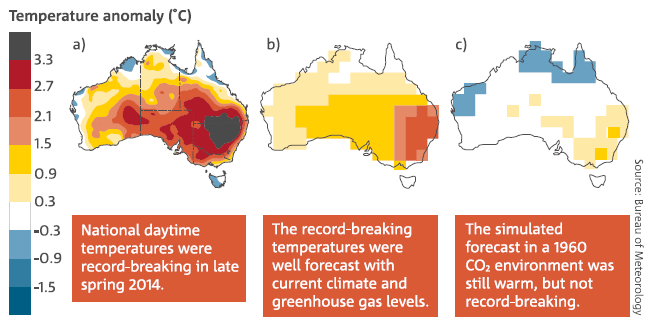 Temperature anomaly (˚C)
a)
b)
c)
3.3
2.7
2.1
1.5
0.9
0.3
-0.3
-0.9
-1.5
National daytime
temperatures were
record-breaking in late
spring 2014.
The record-breaking
temperatures were
well forecast with
current climate and
greenhouse gas levels.
The simulated
forecast in a 1960
CO₂ environment was
still warm, but not
record-breaking.
Source: Bureau of Meteorology